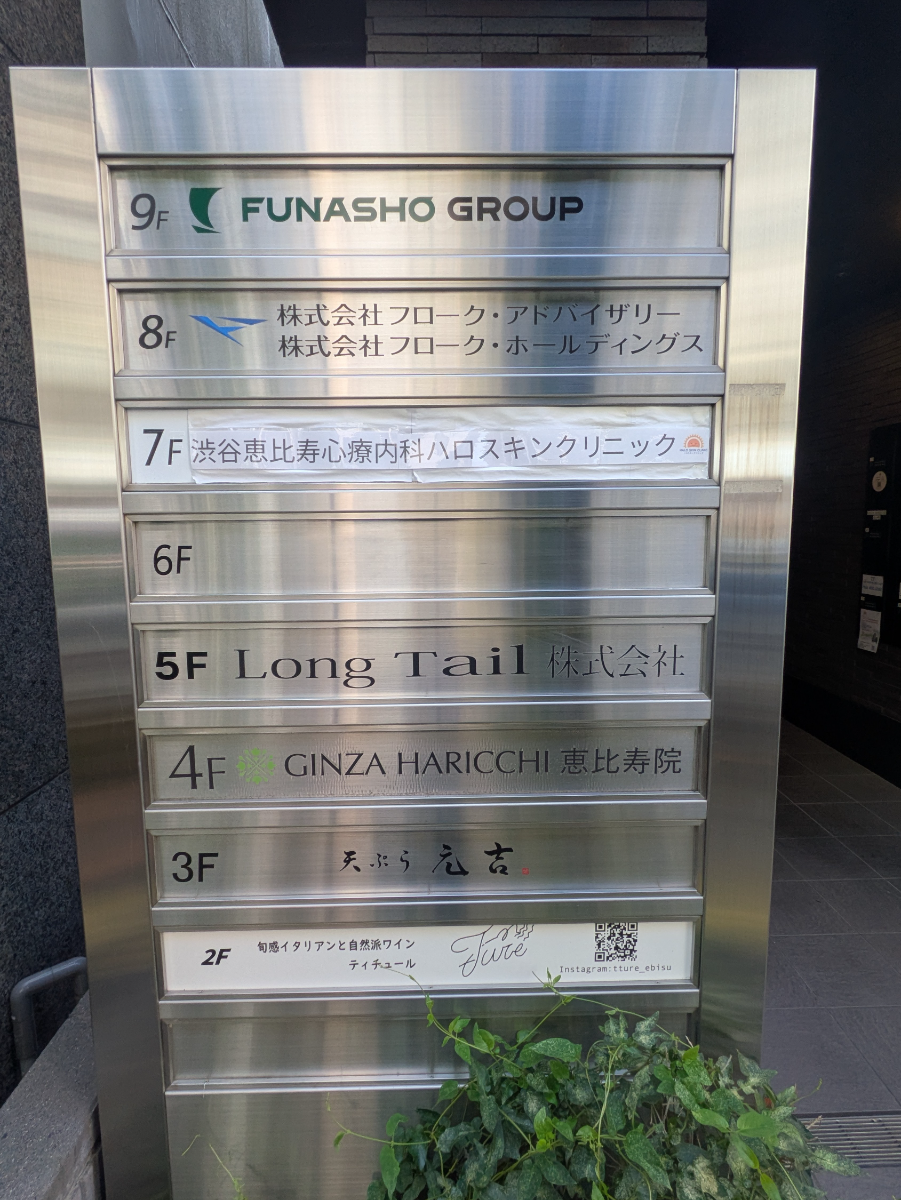 9F FUNASHO GROUP
8F 株式会社フローク・アドバイザリー
株式会社フローク・ホールディングス
7F 渋谷恵比寿心療内科ハロスキンクリニック
6F
5F Long Tail 株式会社
4F GINZA HARICCHI 恵比寿院
3F 天ぷら 元吉
2F 旬感イタリアンと自然派ワイン
ティチュール
Tture
Instagram:tture_ebisu